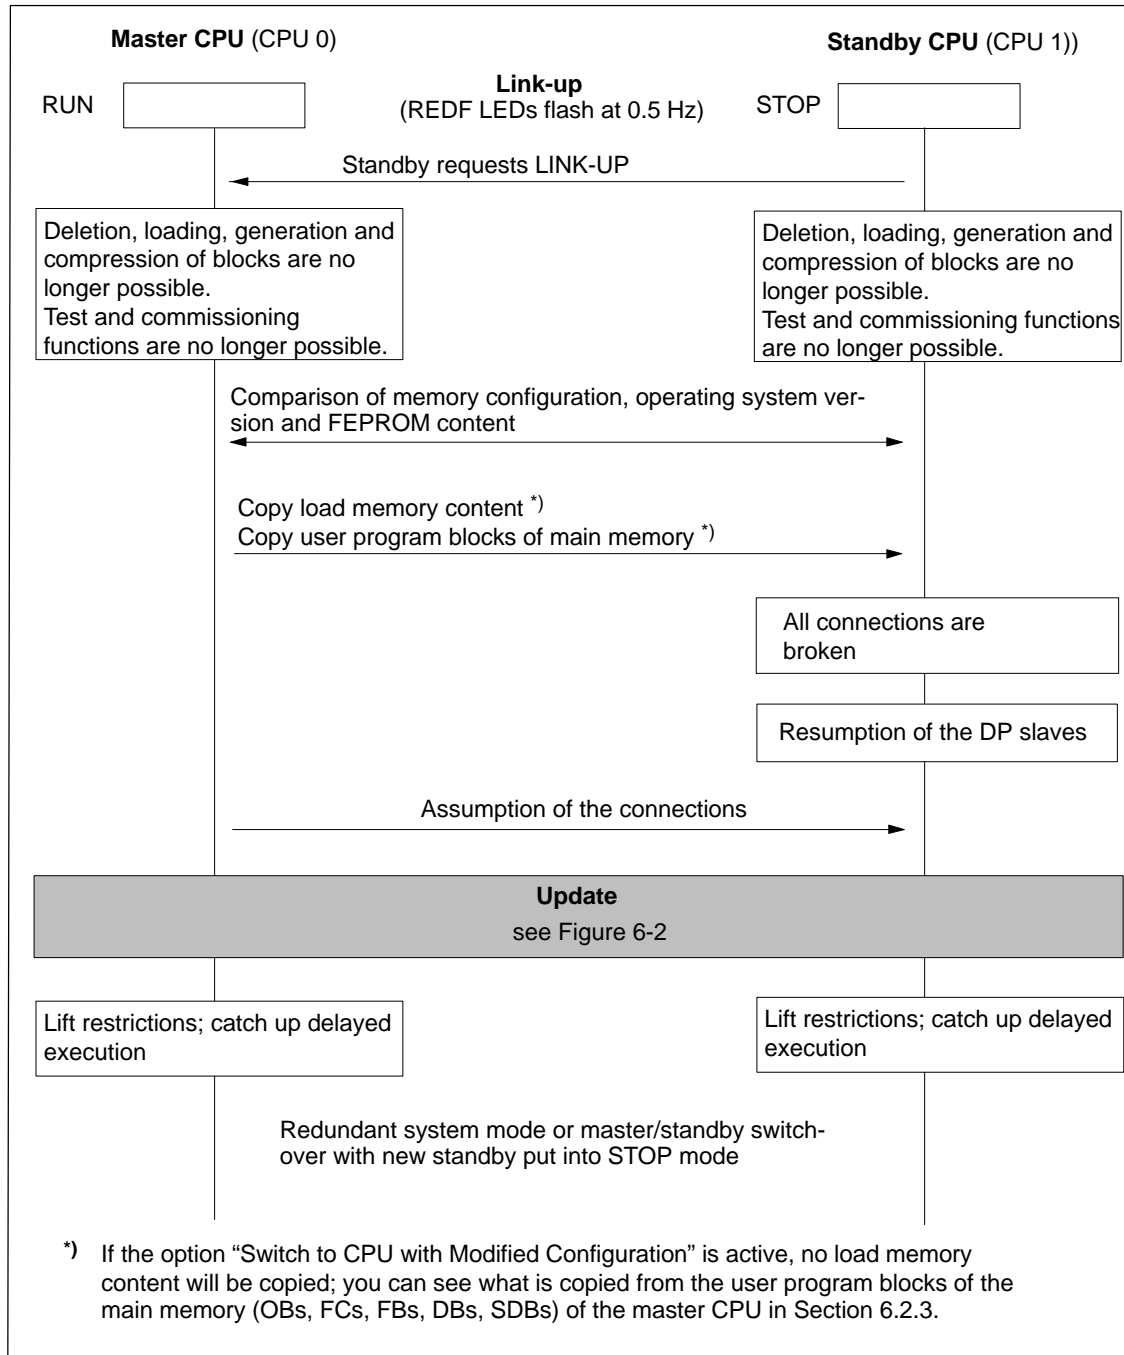 Master CPU (CPU 0)
Standby CPU (CPU 1))
Link-up
(REDF LEDs flash at 0.5 Hz)
RUN
STOP
Standby requests LINK-UP
Deletion, loading, generation and
compression of blocks are no
longer possible.
Test and commissioning
functions are no longer possible.
Deletion, loading, generation and
compression of blocks are no
longer possible.
Test and commissioning functions
are no longer possible.
Comparison of memory configuration, operating system ver-
sion and FEPROM content
Copy load memory content *)
Copy user program blocks of main memory *)
All connections are
broken
Resumption of the DP slaves
Assumption of the connections
Update
see Figure 6-2
Lift restrictions; catch up delayed
execution
Lift restrictions; catch up delayed
execution
Redundant system mode or master/standby switch-
over with new standby put into STOP mode
*) If the option “Switch to CPU with Modified Configuration” is active, no load memory
content will be copied; you can see what is copied from the user program blocks of the
main memory (OBs, FCs, FBs, DBs, SDBs) of the master CPU in Section 6.2.3.